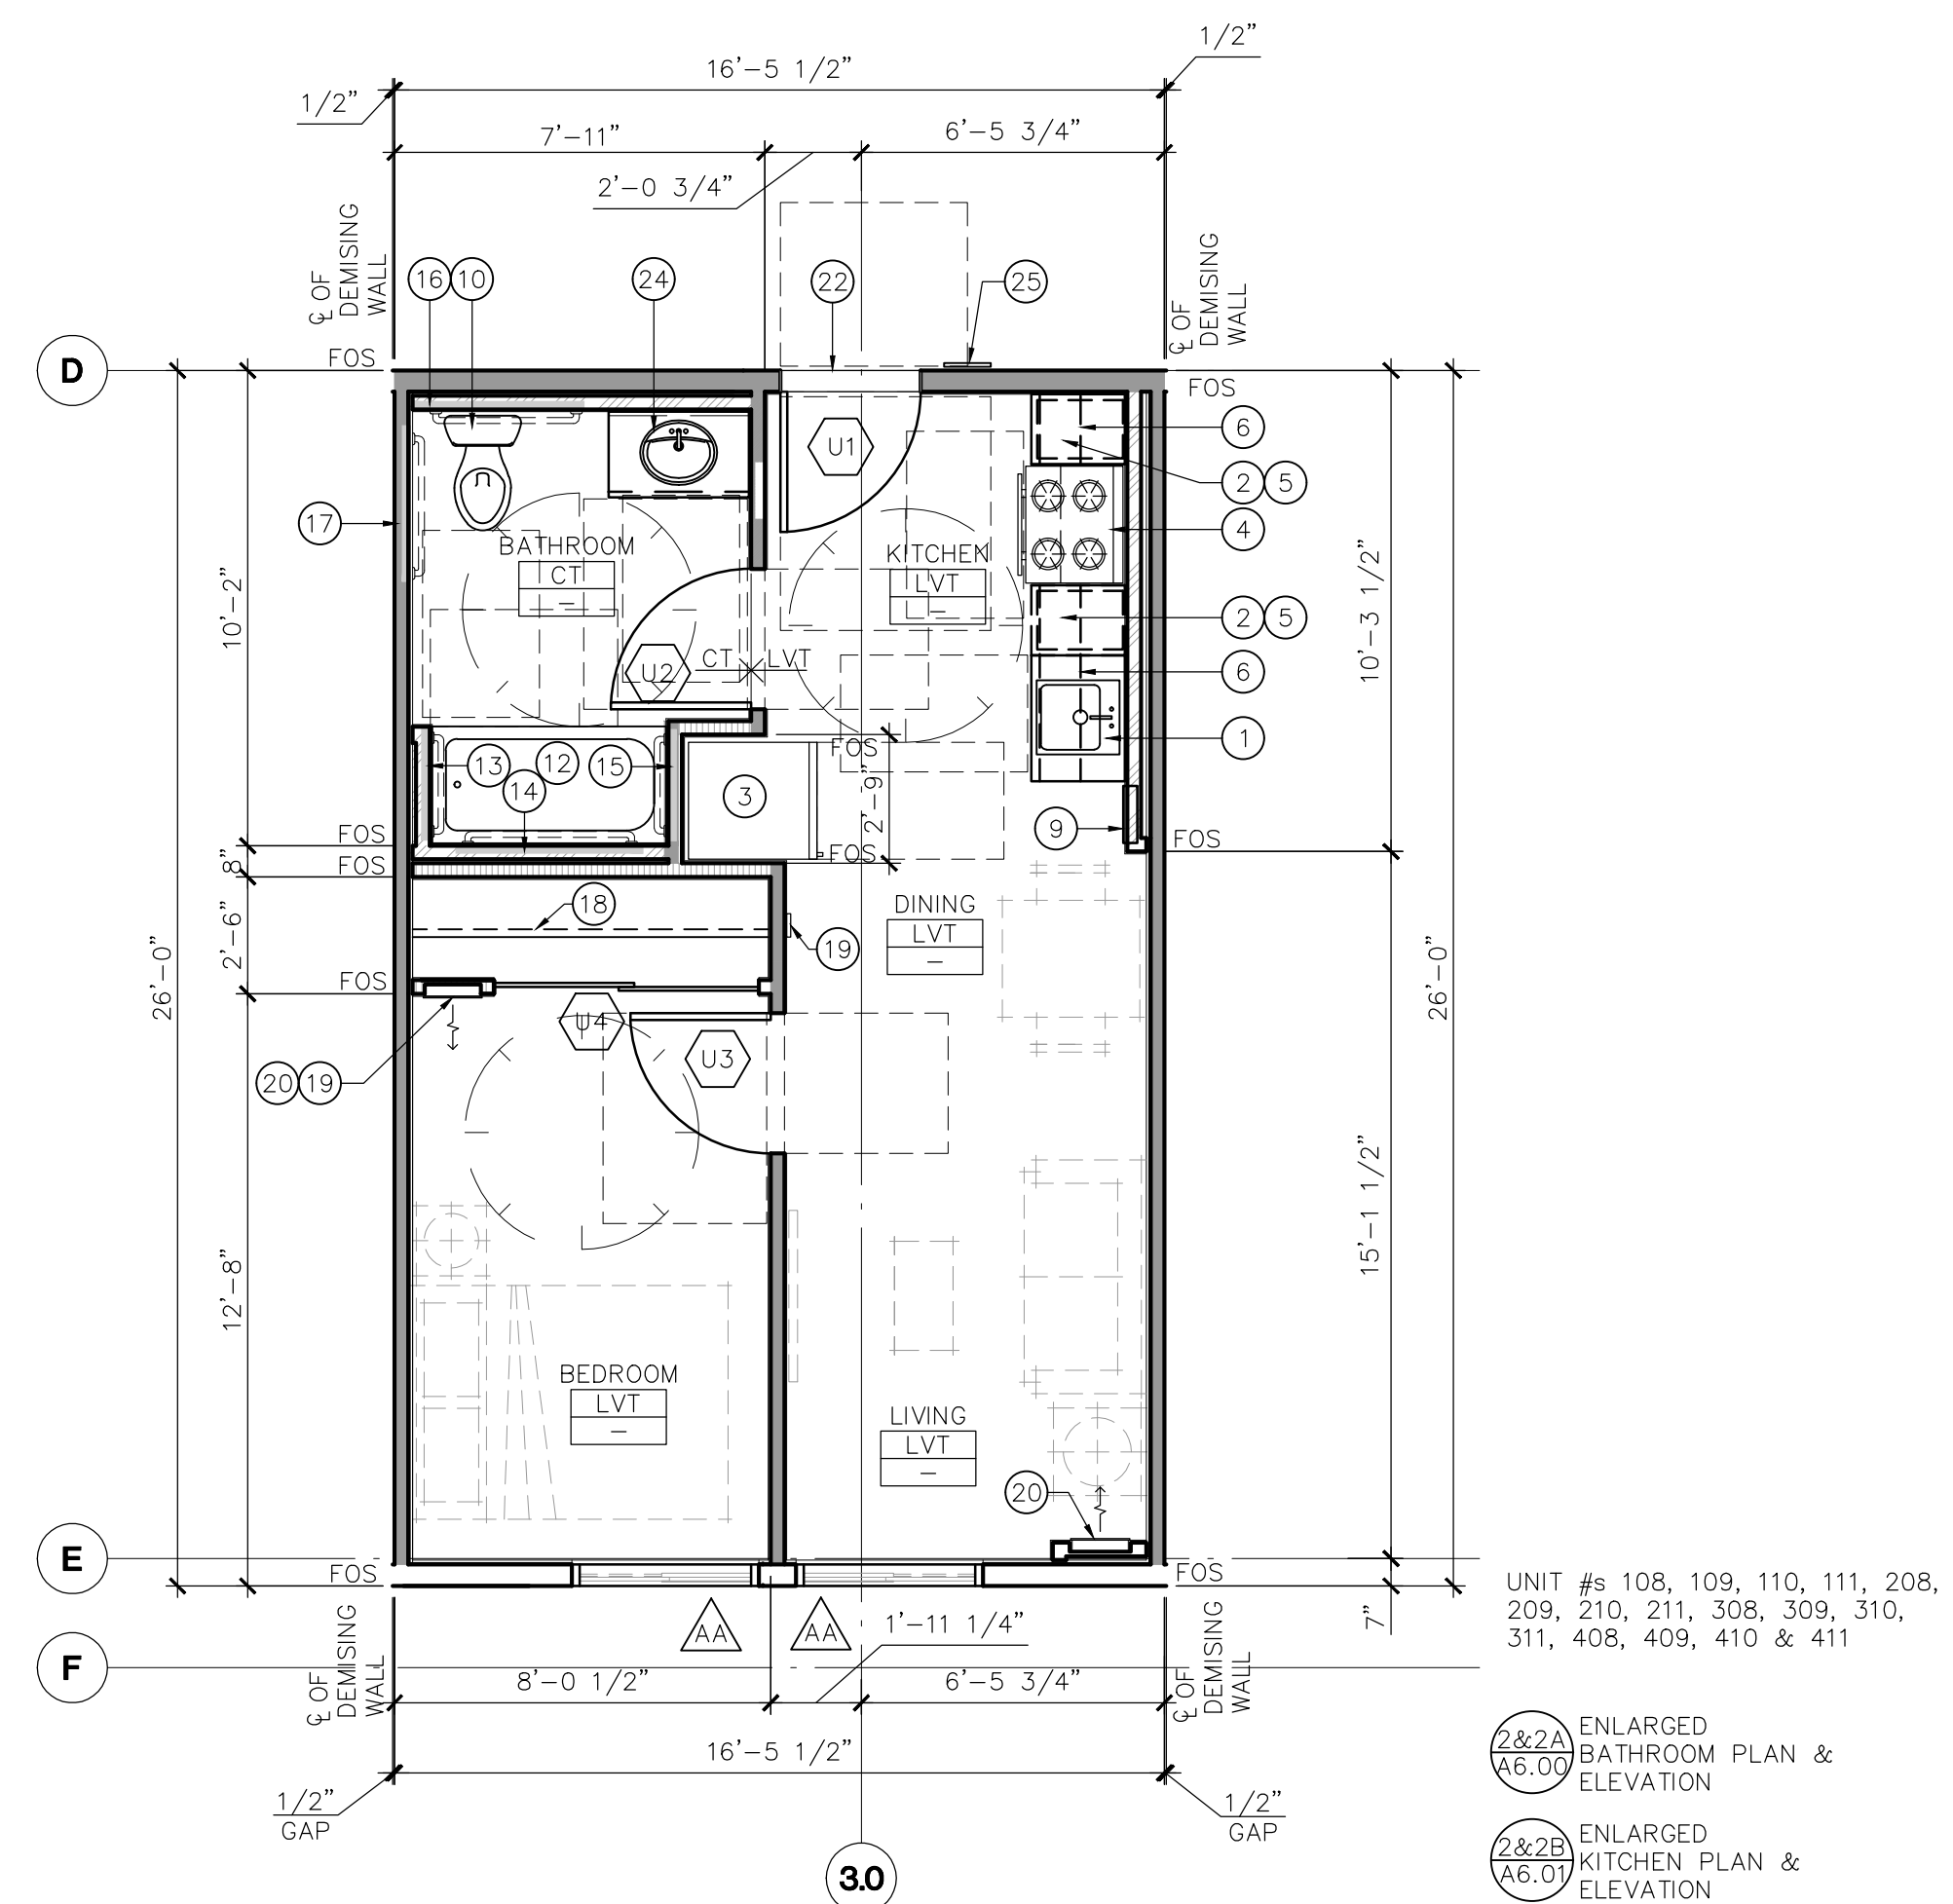 1/2"
16'-5 1/2"
1/2"
7'-11"
6'-5 3/4"
2'-0 3/4"
℄ OF
DEMISING
WALL
℄ OF
DEMISING
WALL
16
10
24
22
25
D
FOS
FOS
U1
6
2
5
17
4
BATHROOM
CT
–
KITCHEN
LVT
–
10'-2"
10'-3 1/2"
2
5
U2
CT
LVT
6
1
13
12
15
14
FOS
3
2'-9"
FOS
9
FOS
FOS
8"
FOS
18
DINING
LVT
–
19
2'-6"
26'-0"
26'-0"
FOS
U4
U3
20
19
15'-1 1/2"
12'-8"
BEDROOM
LVT
–
LIVING
LVT
–
20
E
FOS
FOS
7"
UNIT #s 108, 109, 110, 111, 208,
209, 210, 211, 308, 309, 310,
311, 408, 409, 410 & 411
AA
AA
1'-11 1/4"
F
℄ OF
DEMISING
WALL
8'-0 1/2"
6'-5 3/4"
℄ OF
DEMISING
WALL
16'-5 1/2"
1/2"
GAP
1/2"
GAP
3.0
2&2A
A6.00
ENLARGED
BATHROOM PLAN &
ELEVATION
2&2B
A6.01
ENLARGED
KITCHEN PLAN &
ELEVATION